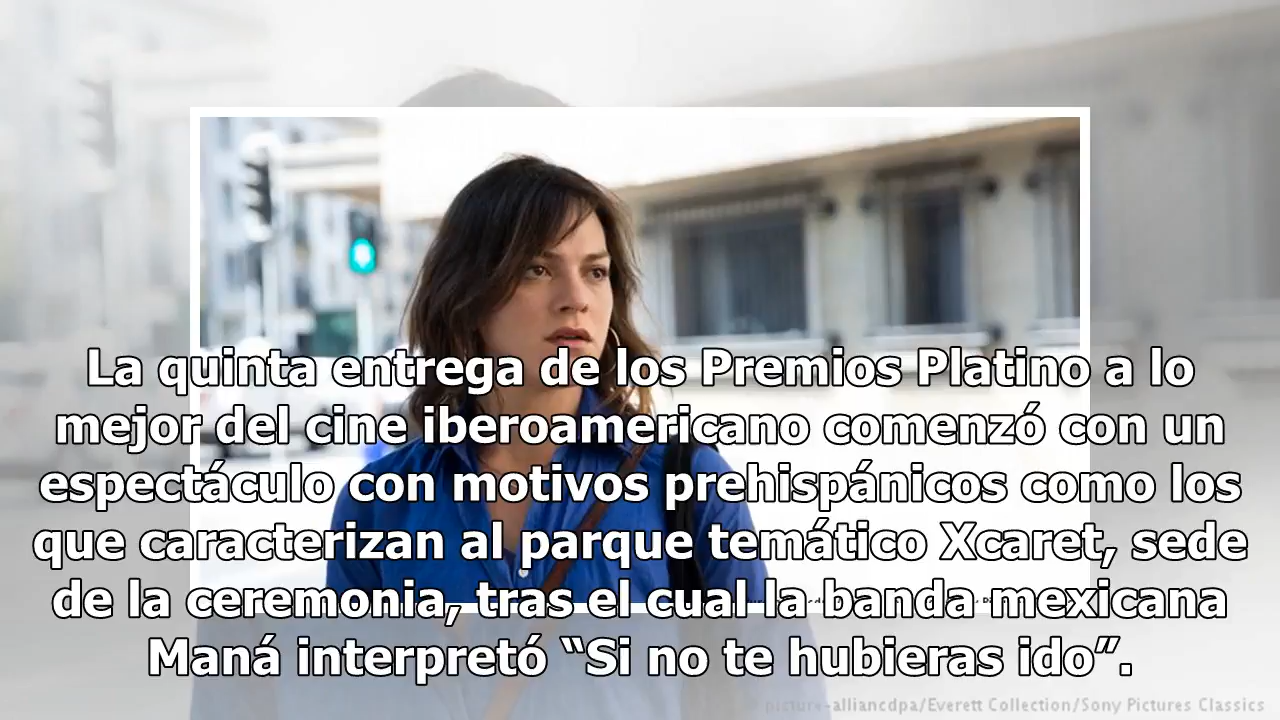 La quinta entrega de los Premios Platino a lo
mejor del cine iberoamericano comenzó con un
espectáculo con motivos prehispánicos como los
que caracterizan al parque temático Xcaret, sede
de la ceremonia, tras el cual la banda mexicana
Maná interpretó “Si no te hubieras ido”.
picture-alliancdpa/Everett Collection/Sony Pictures Classics